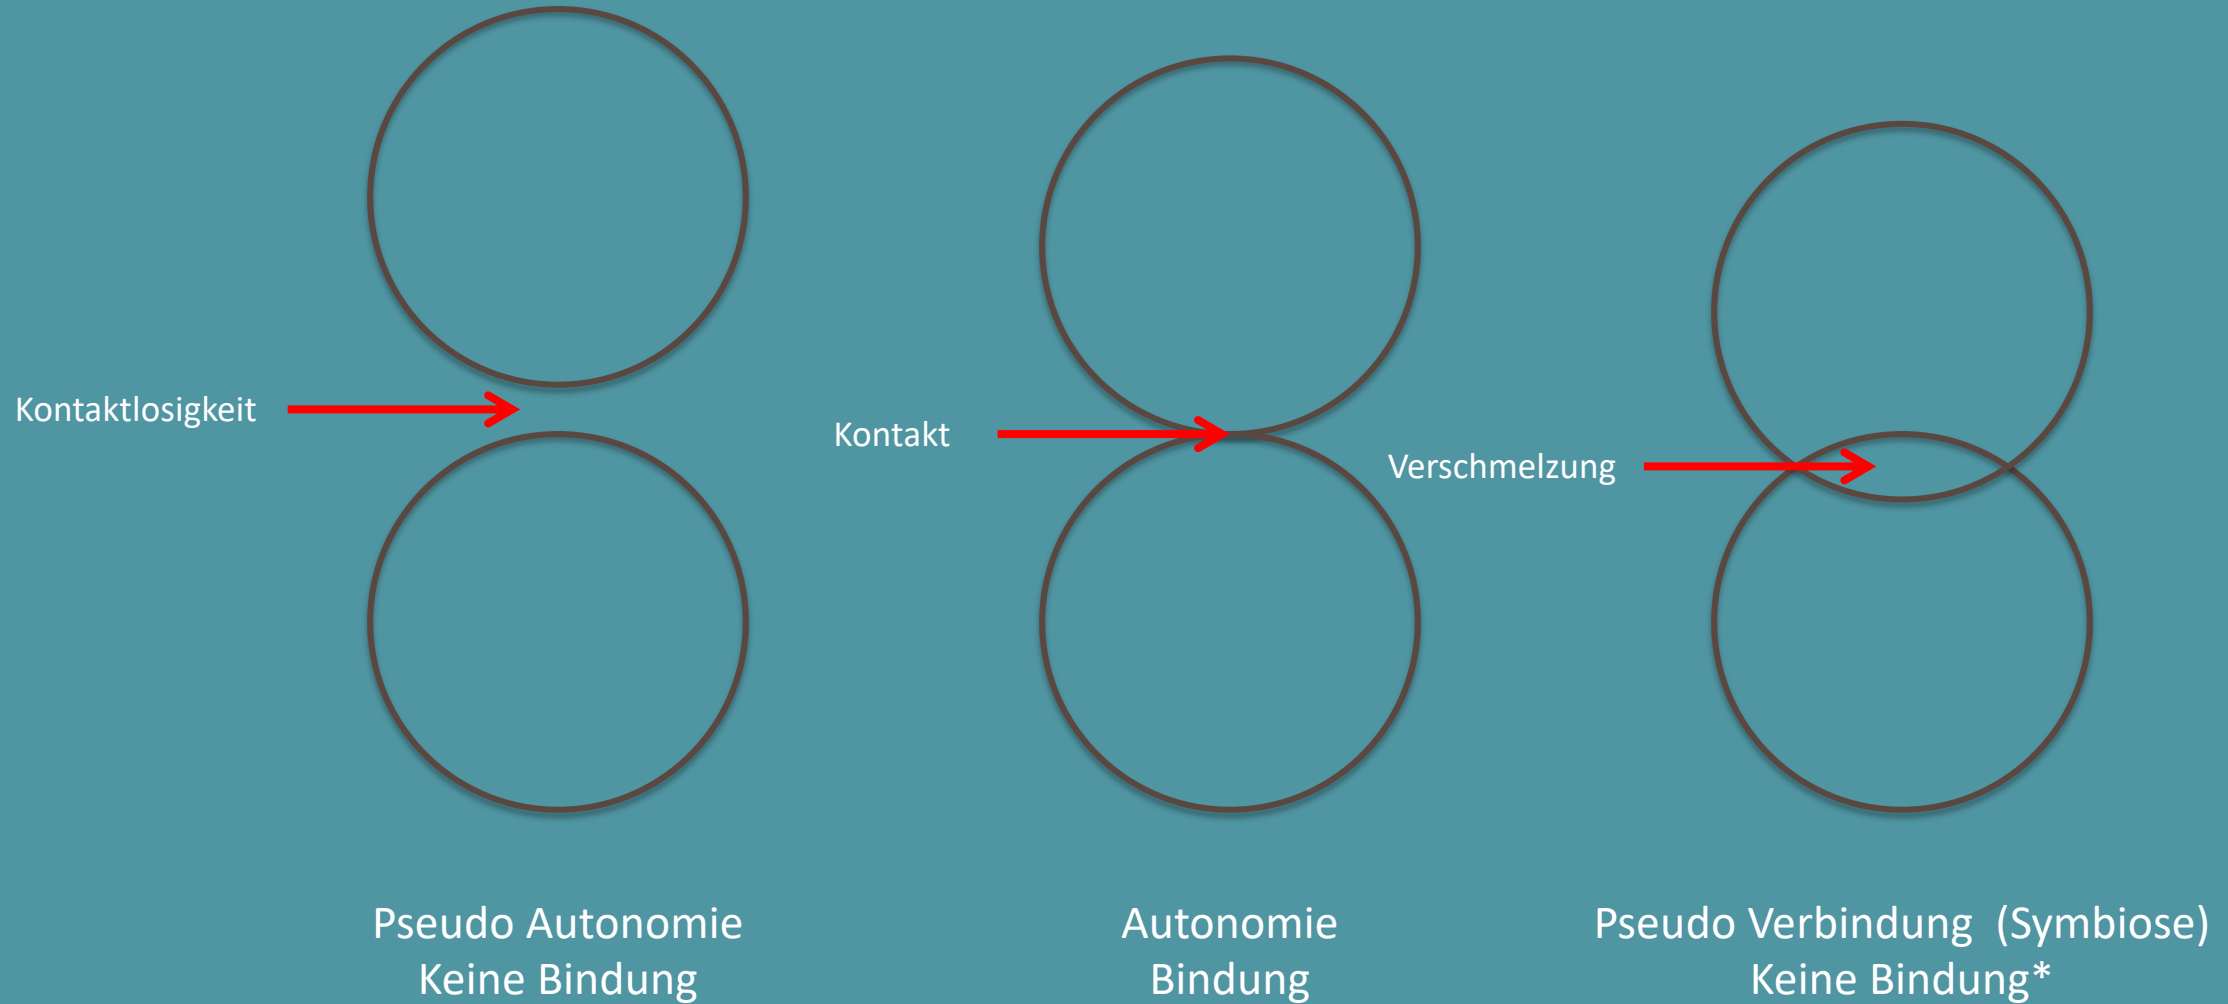 Kontaktlosigkeit
Kontakt
Verschmelzung
Pseudo Autonomie
Keine Bindung
Autonomie
Bindung
Pseudo Verbindung  (Symbiose)
Keine Bindung*